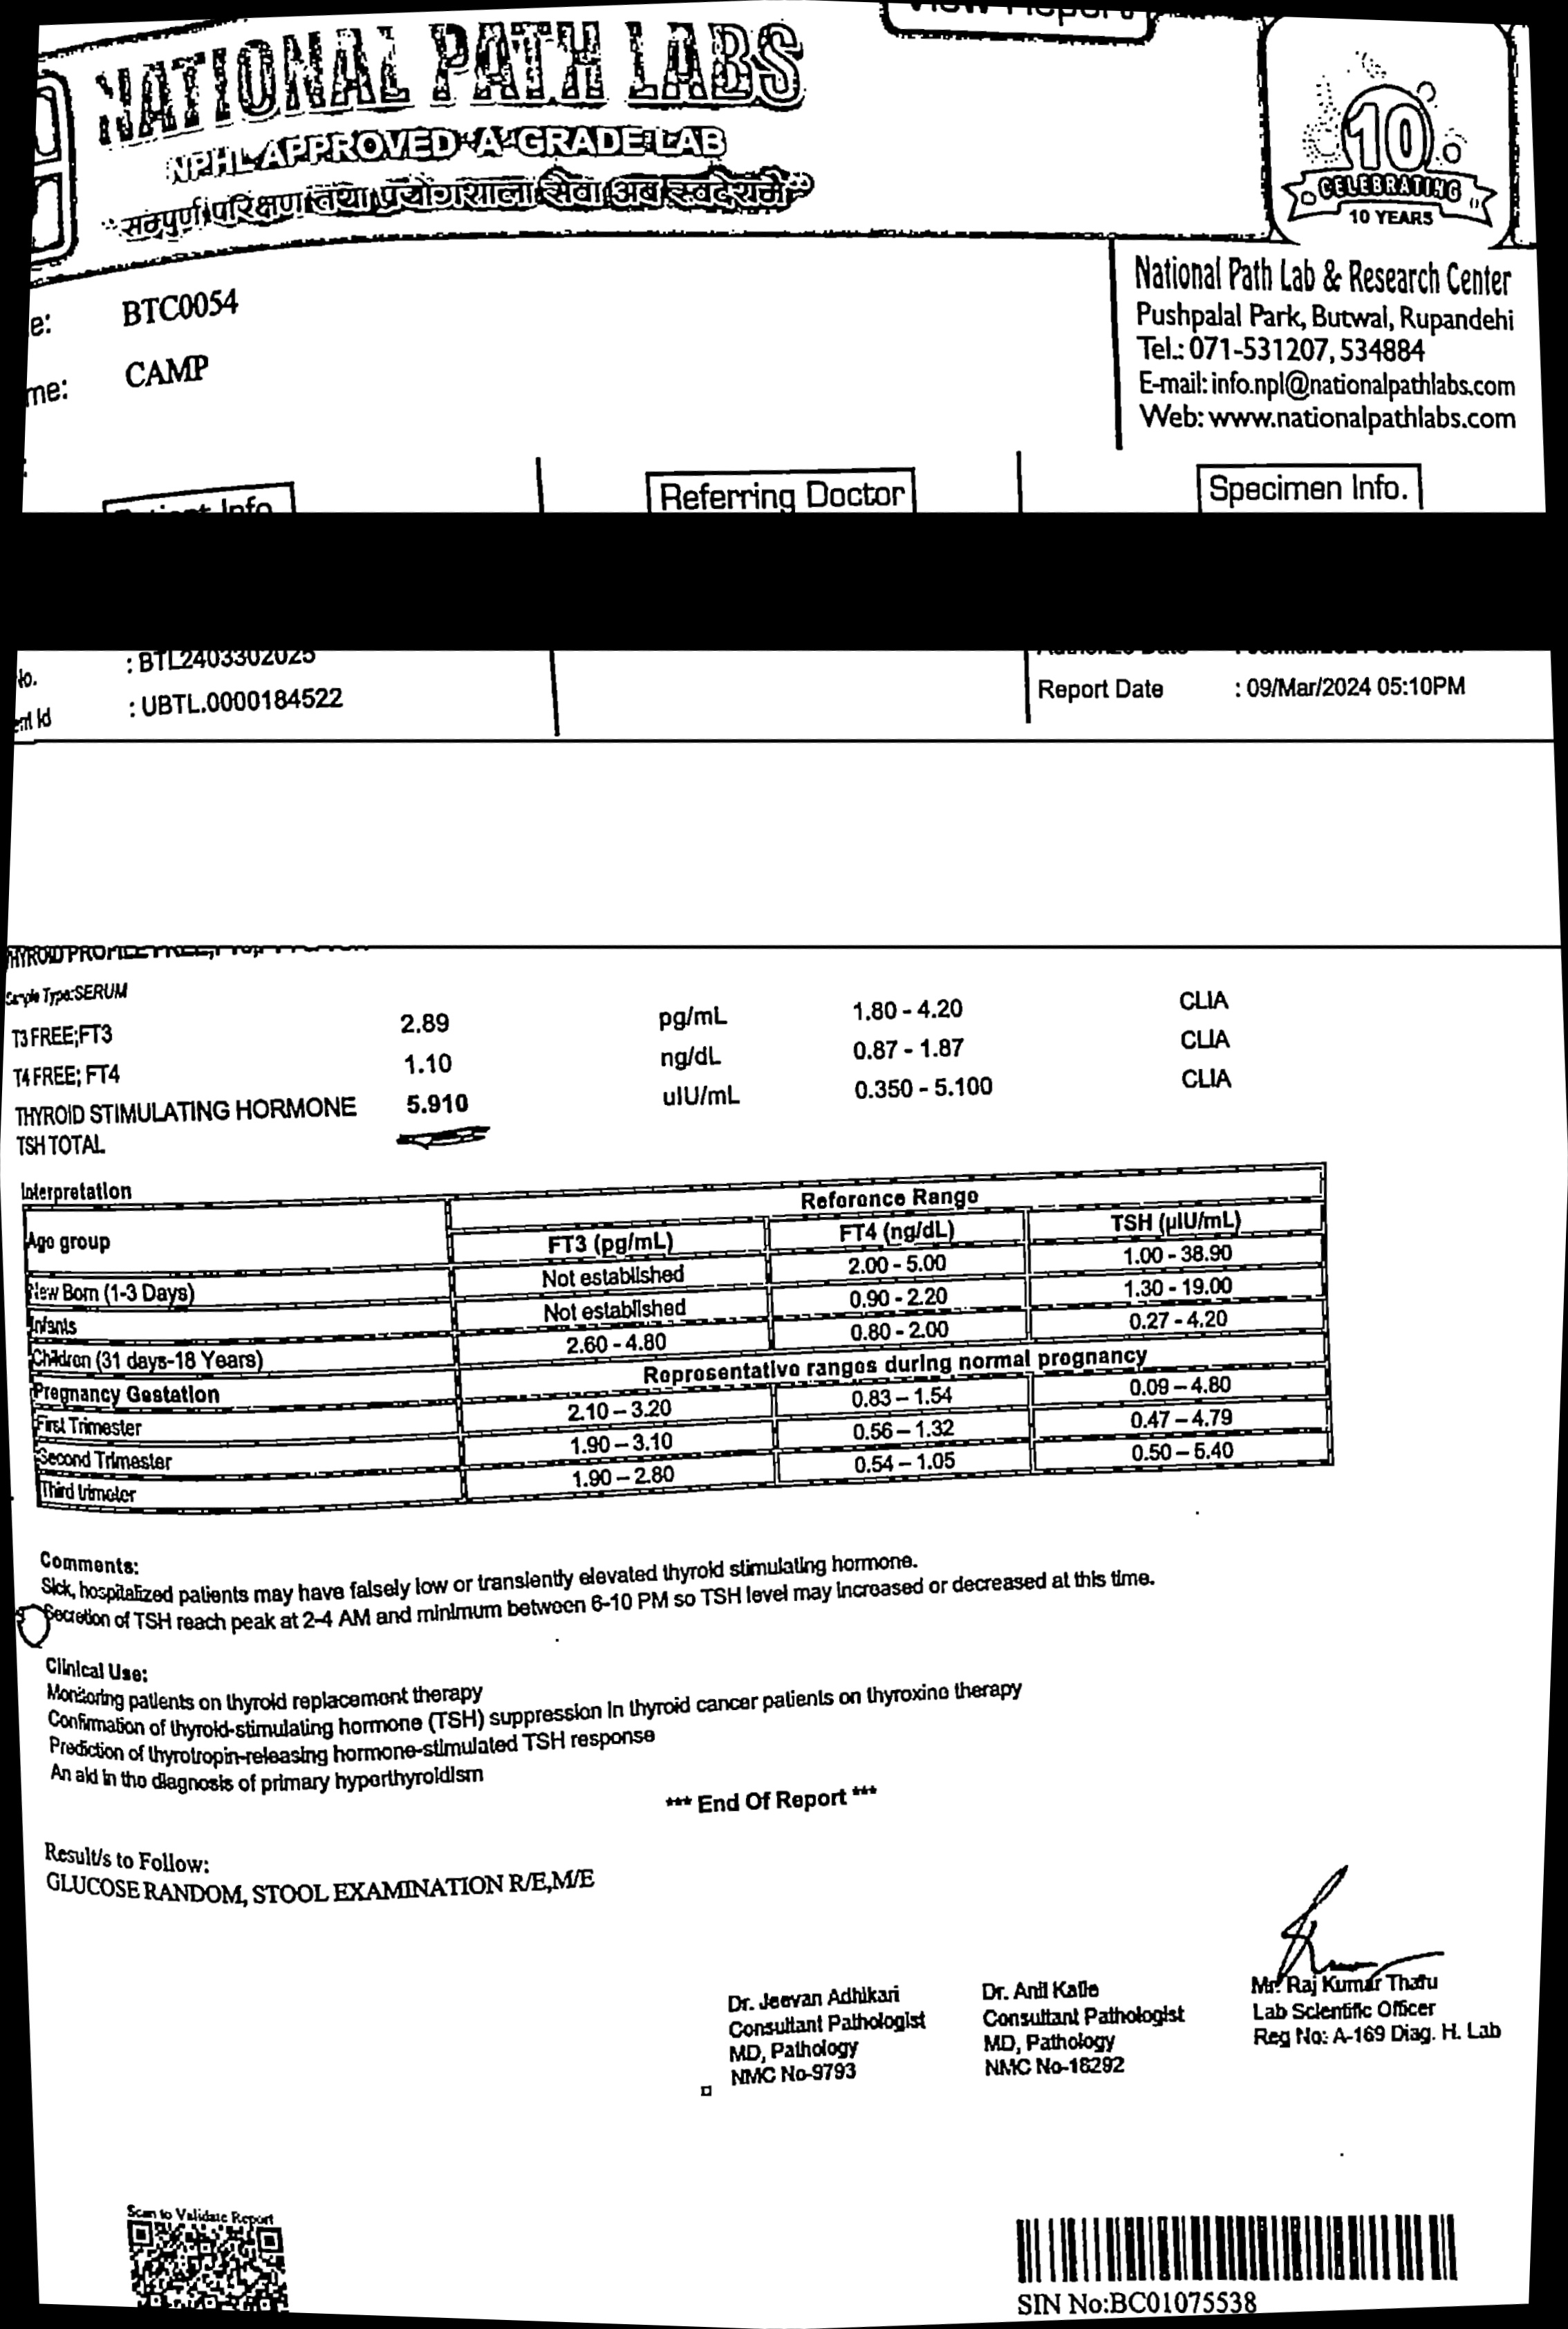 View Report
NATIONAL PATH LABS
NPHL APPROVED "A" GRADE LAB
"सम्पुर्ण परिक्षण तथा प्रयोगशाला सेवा अब स्वदेशमै"
10
CELEBRATING
10 YEARS
e: BTC0054
me: CAMP
National Path Lab & Research Center
Pushpalal Park, Butwal, Rupandehi
Tel.: 071-531207, 534884
E-mail: info.npl@nationalpathlabs.com
Web: www.nationalpathlabs.com
Patient Info
Referring Doctor
Specimen Info.
No. : BTL2403302025
ent Id : UBTL.0000184522
Authorize Date
Report Date : 09/Mar/2024 05:10PM
HYROID PROFILE FREE;
Sample Type:SERUM
T3 FREE;FT3 2.89 pg/mL 1.80 - 4.20 CLIA
T4 FREE; FT4 1.10 ng/dL 0.87 - 1.87 CLIA
THYROID STIMULATING HORMONE 5.910 uIU/mL 0.350 - 5.100 CLIA
TSH TOTAL
Interpretation
Age group Reference Range
FT3 (pg/mL) FT4 (ng/dL) TSH (µIU/mL)
New Born (1-3 Days) Not established 2.00 - 5.00 1.00 - 38.90
Infants Not established 0.90 - 2.20 1.30 - 19.00
Children (31 days-18 Years) 2.60 - 4.80 0.80 - 2.00 0.27 - 4.20
Pregnancy Gestation Representative ranges during normal pregnancy
First Trimester 2.10 – 3.20 0.83 – 1.54 0.09 – 4.80
Second Trimester 1.90 – 3.10 0.56 – 1.32 0.47 – 4.79
Third trimeter 1.90 – 2.80 0.54 – 1.05 0.50 – 5.40
Comments:
Sick, hospitalized patients may have falsely low or transiently elevated thyroid stimulating hormone.
Secretion of TSH reach peak at 2-4 AM and minimum between 6-10 PM so TSH level may increased or decreased at this time.
Clinical Use:
Monitoring patients on thyroid replacement therapy
Confirmation of thyroid-stimulating hormone (TSH) suppression in thyroid cancer patients on thyroxine therapy
Prediction of thyrotropin-releasing hormone-stimulated TSH response
An aid in the diagnosis of primary hyperthyroidism
*** End Of Report ***
Result/s to Follow:
GLUCOSE RANDOM, STOOL EXAMINATION R/E,M/E
Dr. Jeevan Adhikari
Consultant Pathologist
MD, Pathology
NMC No-9793
Dr. Anil Kafle
Consultant Pathologist
MD, Pathology
NMC No-18292
Mr. Raj Kumar
Lab Scientific Officer
Reg No: A-169 Diag. H. Lab
Scan to Validate Report
SIN No:BC01075538